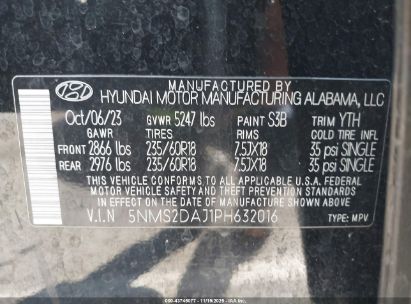 MANUFACTURED BY
HYUNDAI MOTOR MANUFACTURING ALABAMA, LLC
Oct/06/23 GVWR 5247 lbs PAINT S3B TRIM YTH
GAWR TIRES RIMS COLD TIRE INFL
FRONT 2866 lbs 235/60R18 7.5JX18 35 psi SINGLE
REAR 2976 lbs 235/60R18 7.5JX18 35 psi SINGLE
THIS VEHICLE CONFORMS TO ALL APPLICABLE U.S.A. FEDERAL MOTOR
VEHICLE SAFETY, BUMPER, AND THEFT PREVENTION STANDARDS IN
EFFECT ON THE DATE OF MANUFACTURE SHOWN ABOVE
V.I.N 5NMS2DAJ1PH632016 TYPE: MPV